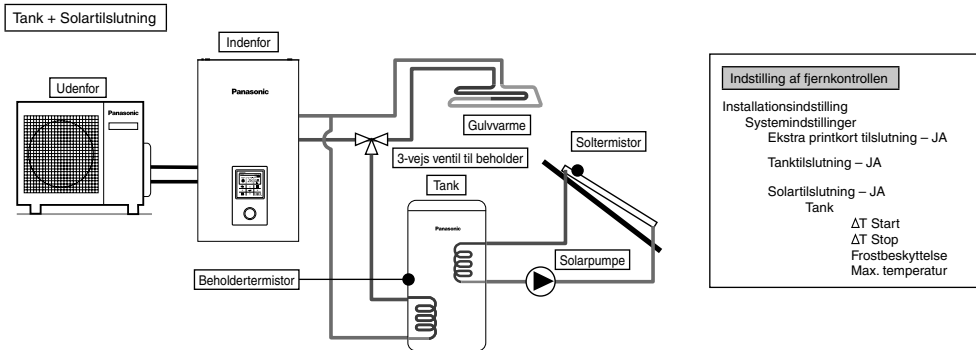 Tank + Solartilslutning
Indenfor
Udenfor
Panasonic
Panasonic
Gulvvarme
3-vejs ventil til beholder
Soltermistor
Tank
Panasonic
Solarpumpe
Beholdertermistor
Indstilling af fjernkontrollen
Installationsindstilling
Systemindstillinger
Ekstra printkort tilslutning – JA
Tanktilslutning – JA
Solartilslutning – JA
Tank
ΔT Start
ΔT Stop
Frostbeskyttelse
Max. temperatur